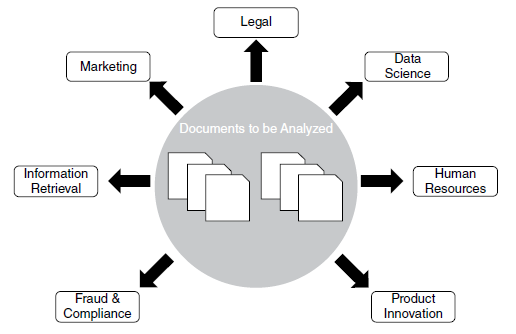 Legal
Marketing
Data
Science
Documents to be Analyzed
Information
Retrieval
Human
Resources
Fraud &
Compliance
Product
Innovation